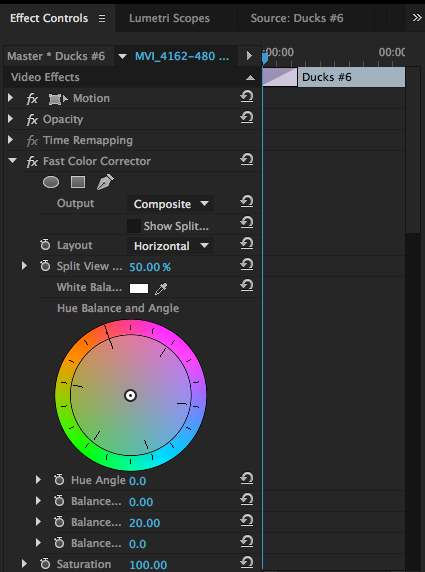 Effect Controls Lumetri Scopes Source: Ducks #6
Master * Ducks #6 MVI_4162-480 ... :00:00 00:00
Video Effects Ducks #6
fx Motion
fx Opacity
fx Time Remapping
fx Fast Color Corrector
Output Composite
Show Split...
Layout Horizontal
Split View ... 50.00 %
White Bala...
Hue Balance and Angle
Hue Angle 0.0
Balance... 0.00
Balance... 20.00
Balance... 0.0
Saturation 100.00